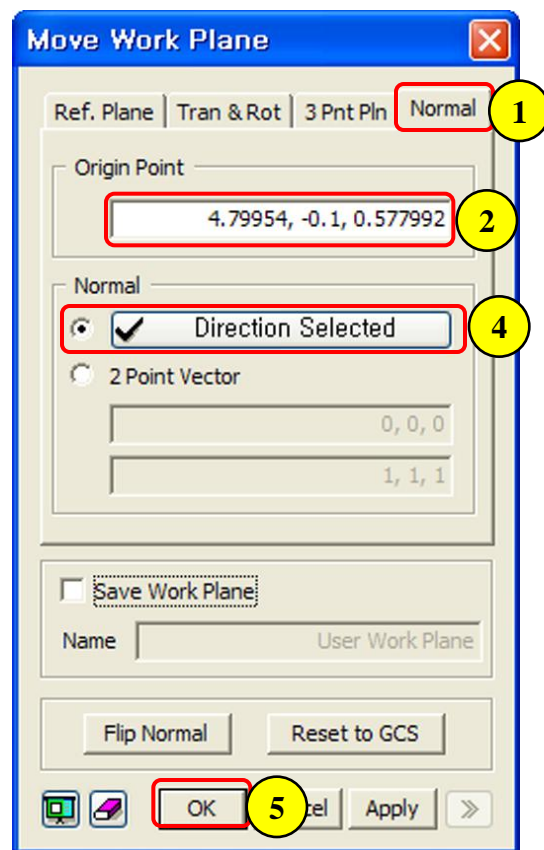 Move Work Plane
Ref. Plane Tran & Rot 3 Pnt Pln Normal 1
Origin Point
4.79954, -0.1, 0.577992 2
Normal
Direction Selected 4
2 Point Vector
0, 0, 0
1, 1, 1
Save Work Plane
Name User Work Plane
Flip Normal Reset to GCS
OK 5 Apply